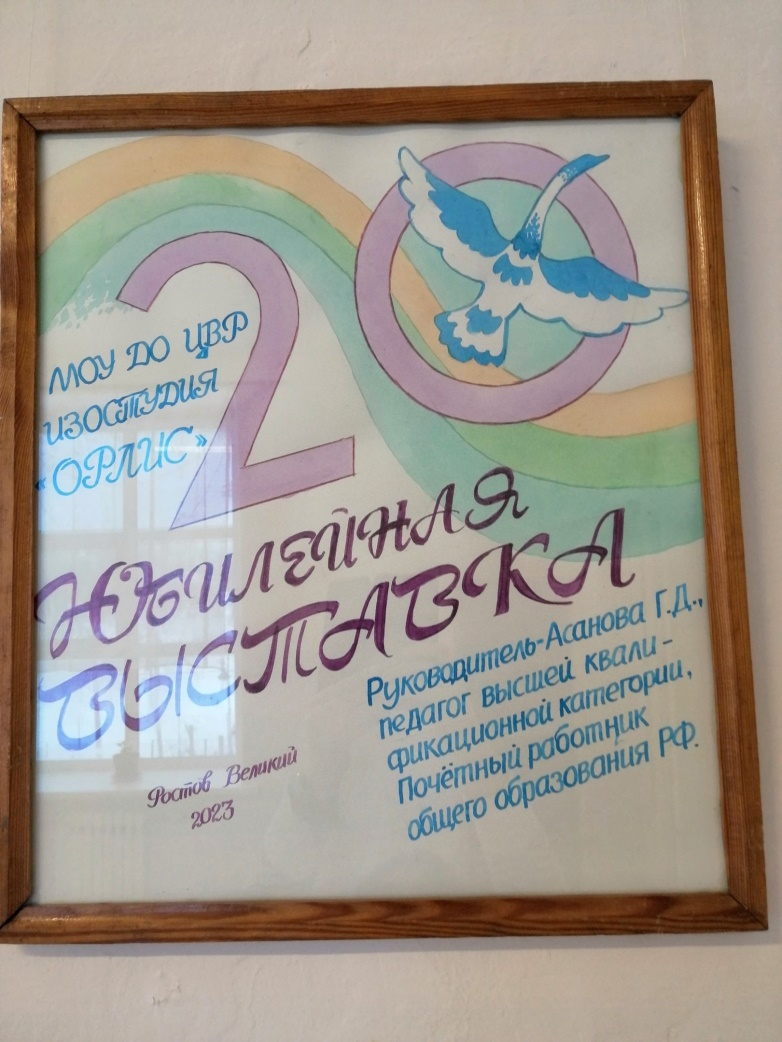 20
МОУ ДО ЦВР
ИЗОСТУДИЯ
«ОРЛИС»
ЮБИЛЕЙНАЯ
ВЫСТАВКА
Руководитель-Асанова Г.Д.,
педагог высшей квали-
фикационной категории,
Почётный работник
общего образования РФ.
Ростов Великий
2023